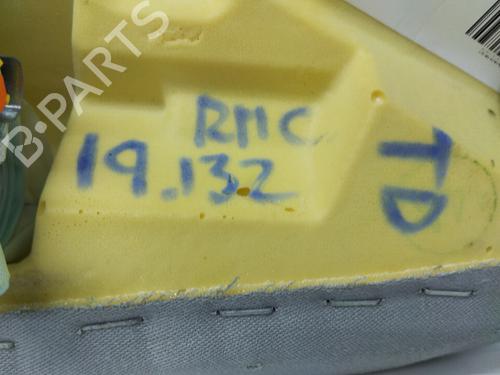 B-PARTS
RMC
19.132
TD